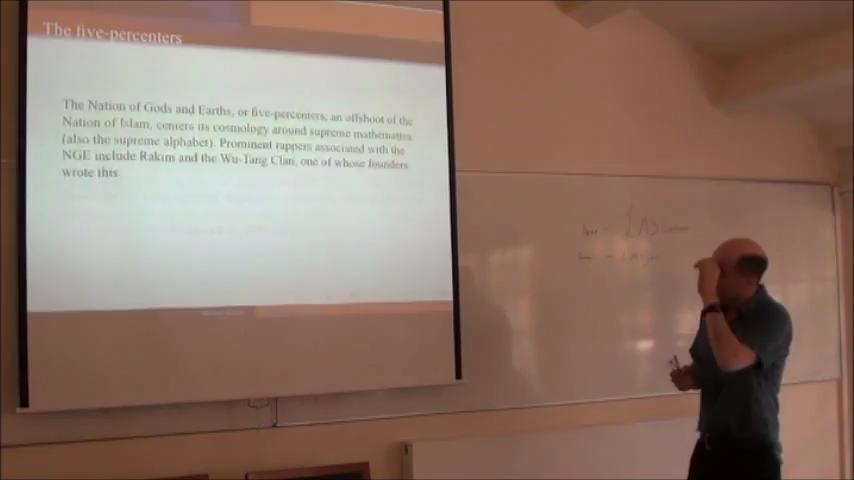 The five-percenters
The Nation of Gods and Earths, or five-percenters, an offshoot of the
Nation of Islam, centers its cosmology around supreme mathematics
(also the supreme alphabet). Prominent rappers associated with the
NGE include Rakim and the Wu-Tang Clan, one of whose founders
wrote this